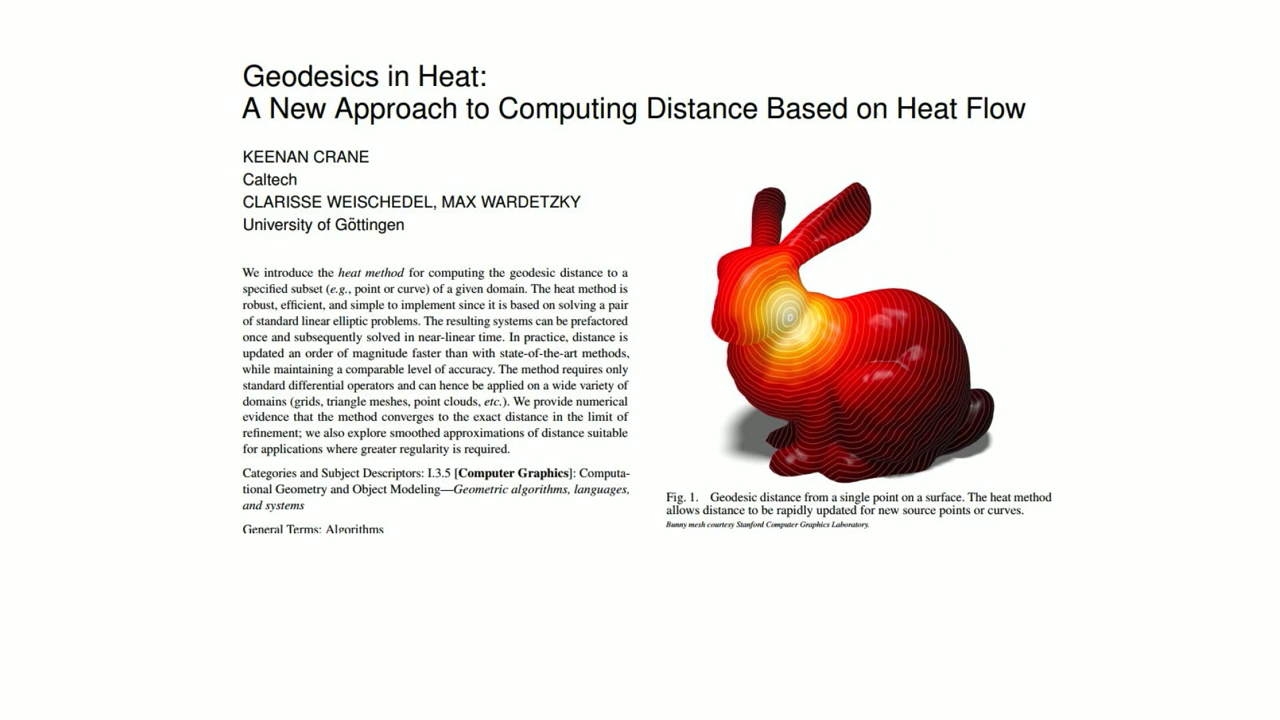 Geodesics in Heat:
A New Approach to Computing Distance Based on Heat Flow
KEENAN CRANE
Caltech
CLARISSE WEISCHEDEL, MAX WARDETZKY
University of Göttingen
We introduce the heat method for computing the geodesic distance to a
specified subset (e.g., point or curve) of a given domain. The heat method is
robust, efficient, and simple to implement since it is based on solving a pair
of standard linear elliptic problems. The resulting systems can be prefactored
once and subsequently solved in near-linear time. In practice, distance is
updated an order of magnitude faster than with state-of-the-art methods,
while maintaining a comparable level of accuracy. The method requires only
standard differential operators and can hence be applied on a wide variety of
domains (grids, triangle meshes, point clouds, etc.). We provide numerical
evidence that the method converges to the exact distance in the limit of
refinement; we also explore smoothed approximations of distance suitable
for applications where greater regularity is required.
Categories and Subject Descriptors: I.3.5 [Computer Graphics]: Computa-
tional Geometry and Object Modeling—Geometric algorithms, languages,
and systems
General Terms: Algorithms
Fig. 1. Geodesic distance from a single point on a surface. The heat method
allows distance to be rapidly updated for new source points or curves.
Bunny mesh courtesy Stanford Computer Graphics Laboratory.